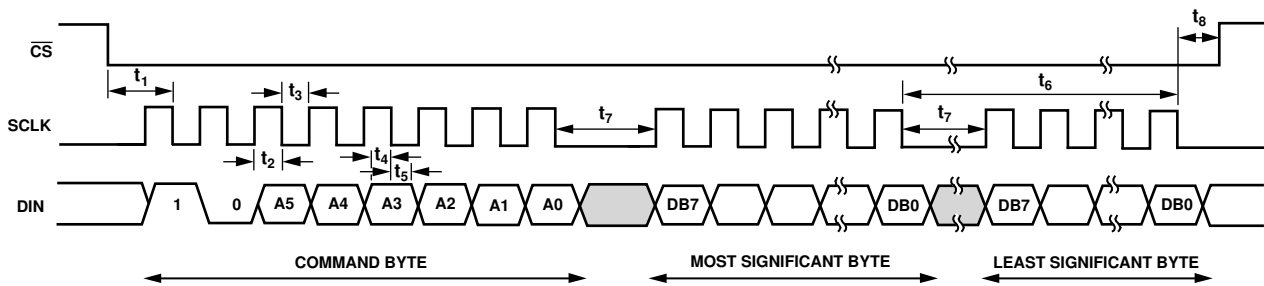 t8
CS
t1
t3
t6
SCLK
t7
t7
t2
t4
t5
DIN
1
0
A5
A4
A3
A2
A1
A0
DB7
DB0
DB7
DB0
COMMAND BYTE
MOST SIGNIFICANT BYTE
LEAST SIGNIFICANT BYTE